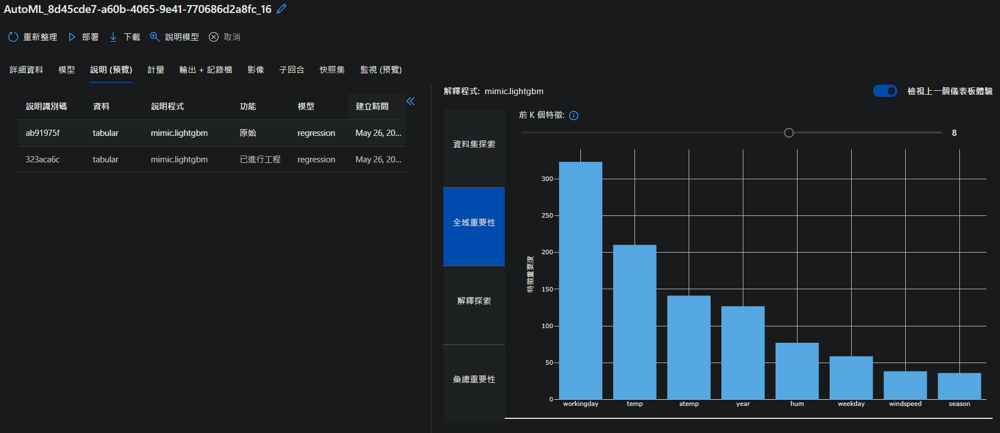 AutoML_8d45cde7-a60b-4065-9e41-770686d2a8fc_16
重新整理 部署 下載 說明模型 取消
詳細資料 模型 說明 (預覽) 計量 輸出 + 記錄檔 影像 子回合 快照集 監視 (預覽)
說明識別碼 資料 說明程式 功能 模型 建立時間
ab91975f tabular mimic.lightgbm 原始 regression May 26, 20...
323aca6c tabular mimic.lightgbm 已進行工程 regression May 26, 20...
解釋程式: mimic.lightgbm
檢視上一個儀表板體驗
資料集探索
全域重要性
解釋探索
彙總重要性
前 K 個特徵:
8
特徵重要度
300
250
200
150
100
50
0
workingday temp atemp year hum weekday windspeed season